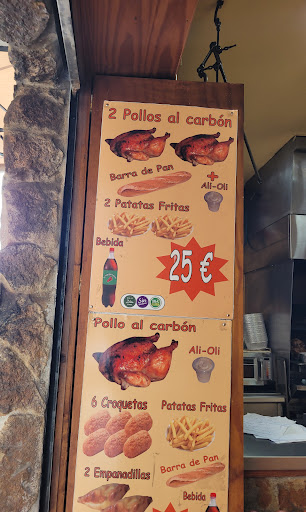 2 Pollos al carbón
Barra de Pan
+
Ali-Oli
2 Patatas Fritas
Bebida
25 €
Sin
Pollo al carbón
Ali-Oli
6 Croquetas
Patatas Fritas
2 Empanadillas
Barra de Pan
Bebida